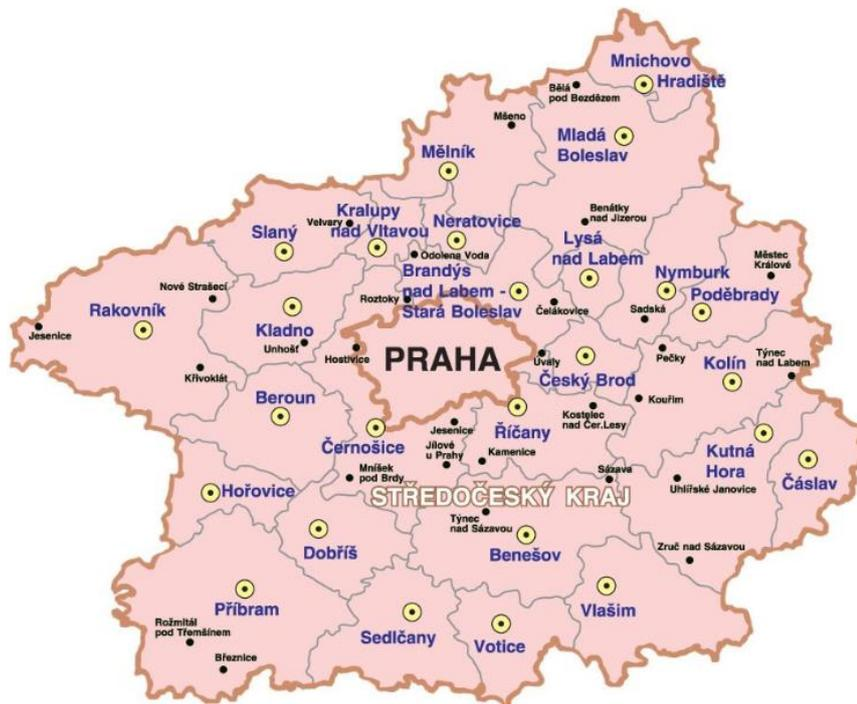 Mnichovo
Hradiště
Bělá
pod Bezdězem
Mšeno
Mladá
Boleslav
Mělník
Benátky
nad Jizerou
Velvary
Kralupy
nad Vltavou
Neratovice
Slaný
Odolena Voda
Lysá
nad Labem
Městec
Králové
Nymburk
Brandýs
nad Labem -
Stará Boleslav
Nové Strašecí
Roztoky
Čelákovice
Poděbrady
Sadská
Rakovník
Kladno
Jesenice
Unhošť
Hostivice
PRAHA
Úvaly
Český Brod
Pečky
Kolín
Týnec
nad Labem
Křivoklát
Beroun
Kouřim
Kostelec
nad Čer.Lesy
Říčany
Jesenice
Černošice
Jílové
u Prahy
Kamenice
Kutná
Hora
Mníšek
pod Brdy
Sázava
Uhlířské Janovice
Čáslav
Hořovice
STŘEDOČESKÝ KRAJ
Týnec
nad Sázavou
Dobříš
Benešov
Zruč nad Sázavou
Příbram
Vlašim
Rožmitál
pod Třemšínem
Sedlčany
Votice
Březnice